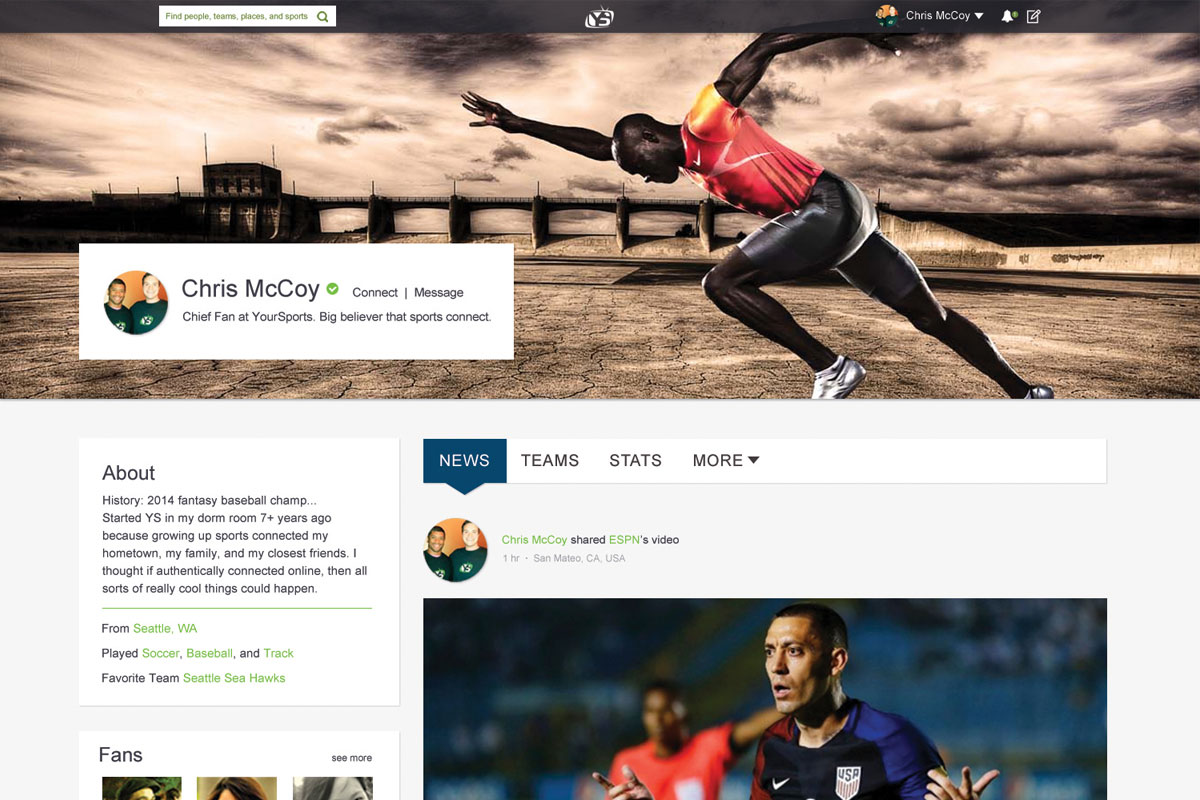 Find people, teams, places, and sports
YS
Chris McCoy
Chris McCoy
Connect | Message
Chief Fan at YourSports. Big believer that sports connect.
About
History: 2014 fantasy baseball champ...
Started YS in my dorm room 7+ years ago
because growing up sports connected my
hometown, my family, and my closest friends. I
thought if authentically connected online, then all
sorts of really cool things could happen.
From Seattle, WA
Played Soccer, Baseball, and Track
Favorite Team Seattle Sea Hawks
Fans
see more
NEWS TEAMS STATS MORE
YS
Chris McCoy shared ESPN's video
1 hr · San Mateo, CA, USA
USA